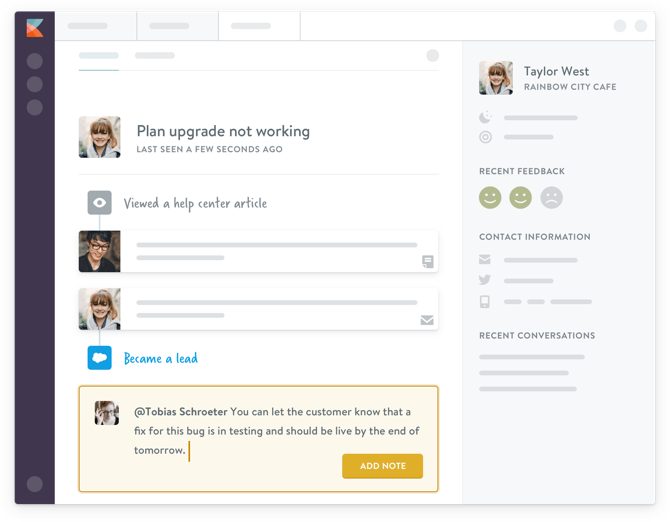 Plan upgrade not working
LAST SEEN A FEW SECONDS AGO
Viewed a help center article
Became a lead
@Tobias Schroeter You can let the customer know that a
fix for this bug is in testing and should be live by the end of
tomorrow.
ADD NOTE
Taylor West
RAINBOW CITY CAFE
RECENT FEEDBACK
CONTACT INFORMATION
RECENT CONVERSATIONS